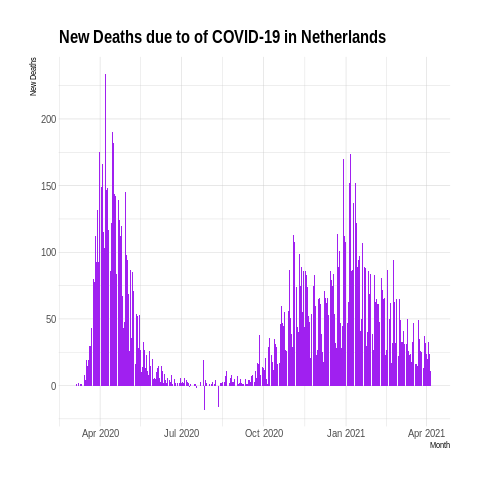 New Deaths due to of COVID-19 in Netherlands
New Deaths
200
150
100
50
0
Apr 2020 Jul 2020 Oct 2020 Jan 2021 Apr 2021
Month